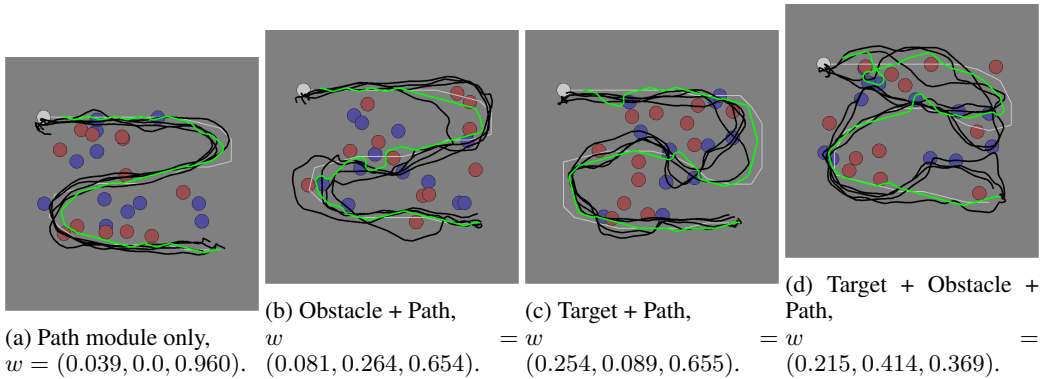 (a) Path module only,
w = (0.039, 0.0, 0.960).
(b) Obstacle + Path,
w =
(0.081, 0.264, 0.654).
(c) Target + Path,
w =
(0.254, 0.089, 0.655).
(d) Target + Obstacle +
Path,
w =
(0.215, 0.414, 0.369).